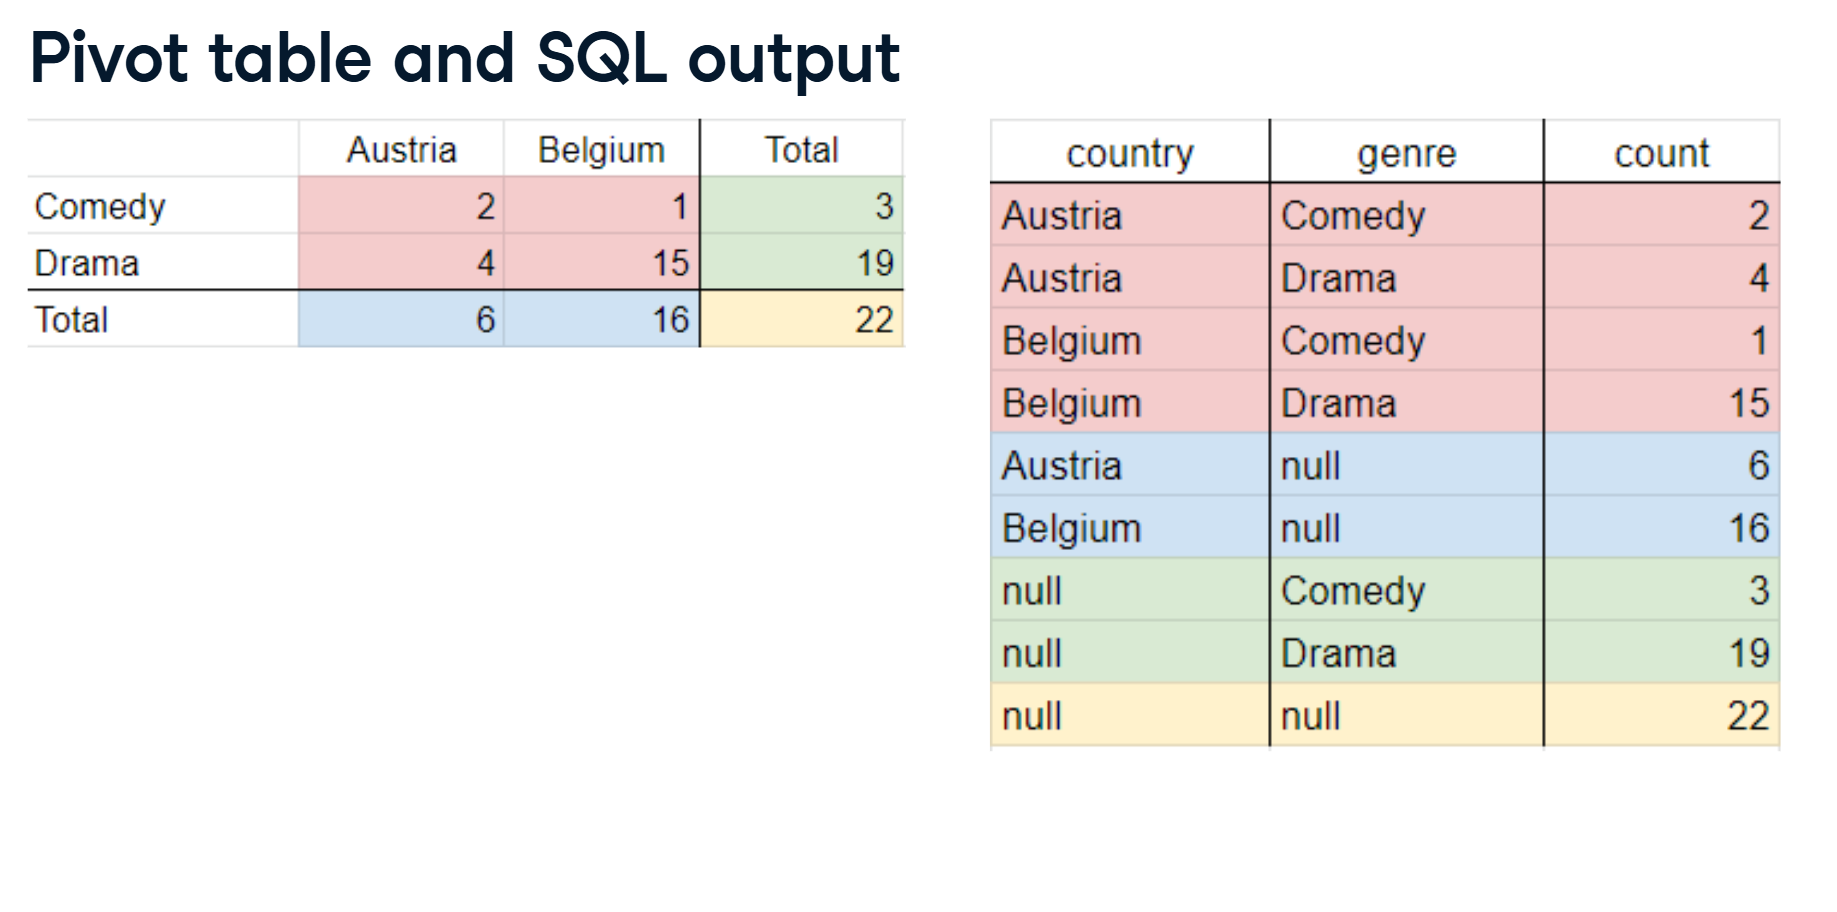 Pivot table and SQL output
Austria Belgium Total
Comedy 2 1 3
Drama 4 15 19
Total 6 16 22
country genre count
Austria Comedy 2
Austria Drama 4
Belgium Comedy 1
Belgium Drama 15
Austria null 6
Belgium null 16
null Comedy 3
null Drama 19
null null 22